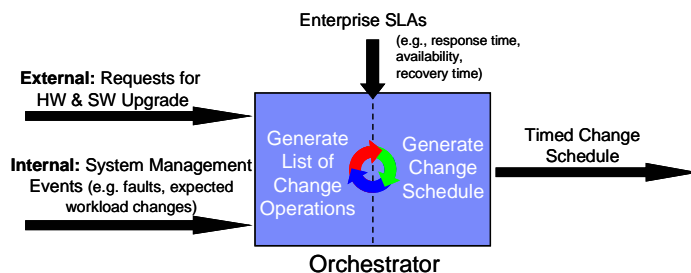 Enterprise SLAs
(e.g., response time,
availability,
recovery time)
External: Requests for
HW & SW Upgrade
Internal: System Management
Events (e.g. faults, expected
workload changes)
Generate
List of
Change
Operations
Generate
Change
Schedule
Timed Change
Schedule
Orchestrator